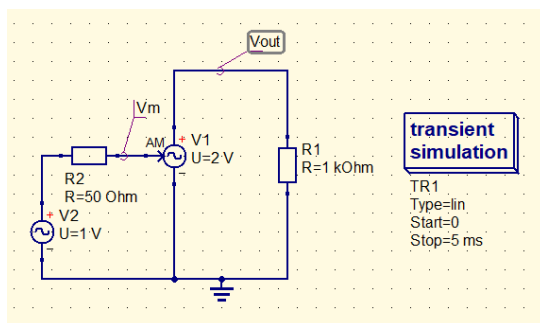 Vout
Vm
AM
+
V1
U=2 V
-
R1
R=1 kOhm
transient
simulation
R2
R=50 Ohm
TR1
Type=lin
Start=0
Stop=5 ms
+
V2
U=1 V
-